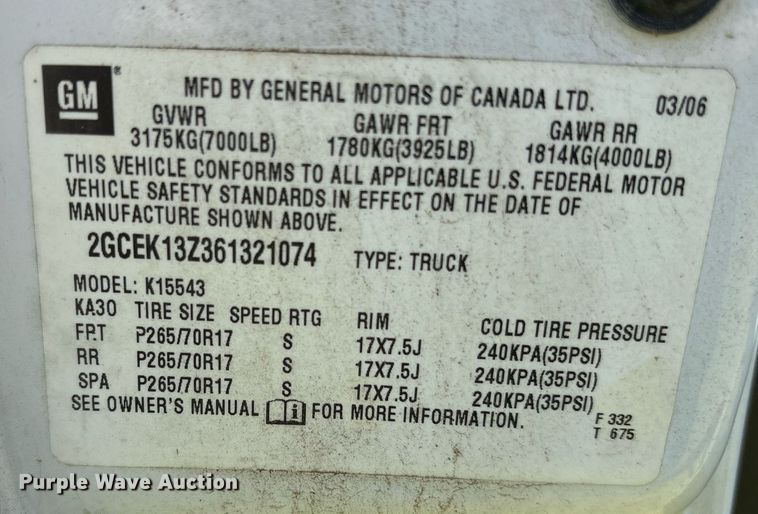 GM ®
MFD BY GENERAL MOTORS OF CANADA LTD. 03/06
GVWR GAWR FRT GAWR RR
3175KG(7000LB) 1780KG(3925LB) 1814KG(4000LB)
THIS VEHICLE CONFORMS TO ALL APPLICABLE U.S. FEDERAL MOTOR
VEHICLE SAFETY STANDARDS IN EFFECT ON THE DATE OF
MANUFACTURE SHOWN ABOVE.
2GCEK13Z361321074 TYPE: TRUCK
MODEL: K15543
KA30 TIRE SIZE SPEED RTG RIM COLD TIRE PRESSURE
FRT P265/70R17 S 17X7.5J 240KPA(35PSI)
RR P265/70R17 S 17X7.5J 240KPA(35PSI)
SPA P265/70R17 S 17X7.5J 240KPA(35PSI)
SEE OWNER'S MANUAL FOR MORE INFORMATION.
F 332
T 675
Purple Wave Auction